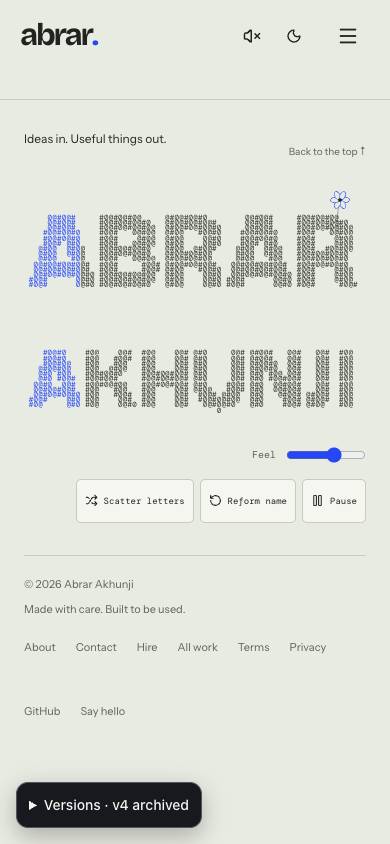 abrar.
Ideas in. Useful things out.
Back to the top ↑
ABRAR
AKHUNJI
Feel
Scatter letters
Reform name
Pause
© 2026 Abrar Akhunji
Made with care. Built to be used.
About Contact Hire All work Terms Privacy
GitHub Say hello
▶ Versions · v4 archived